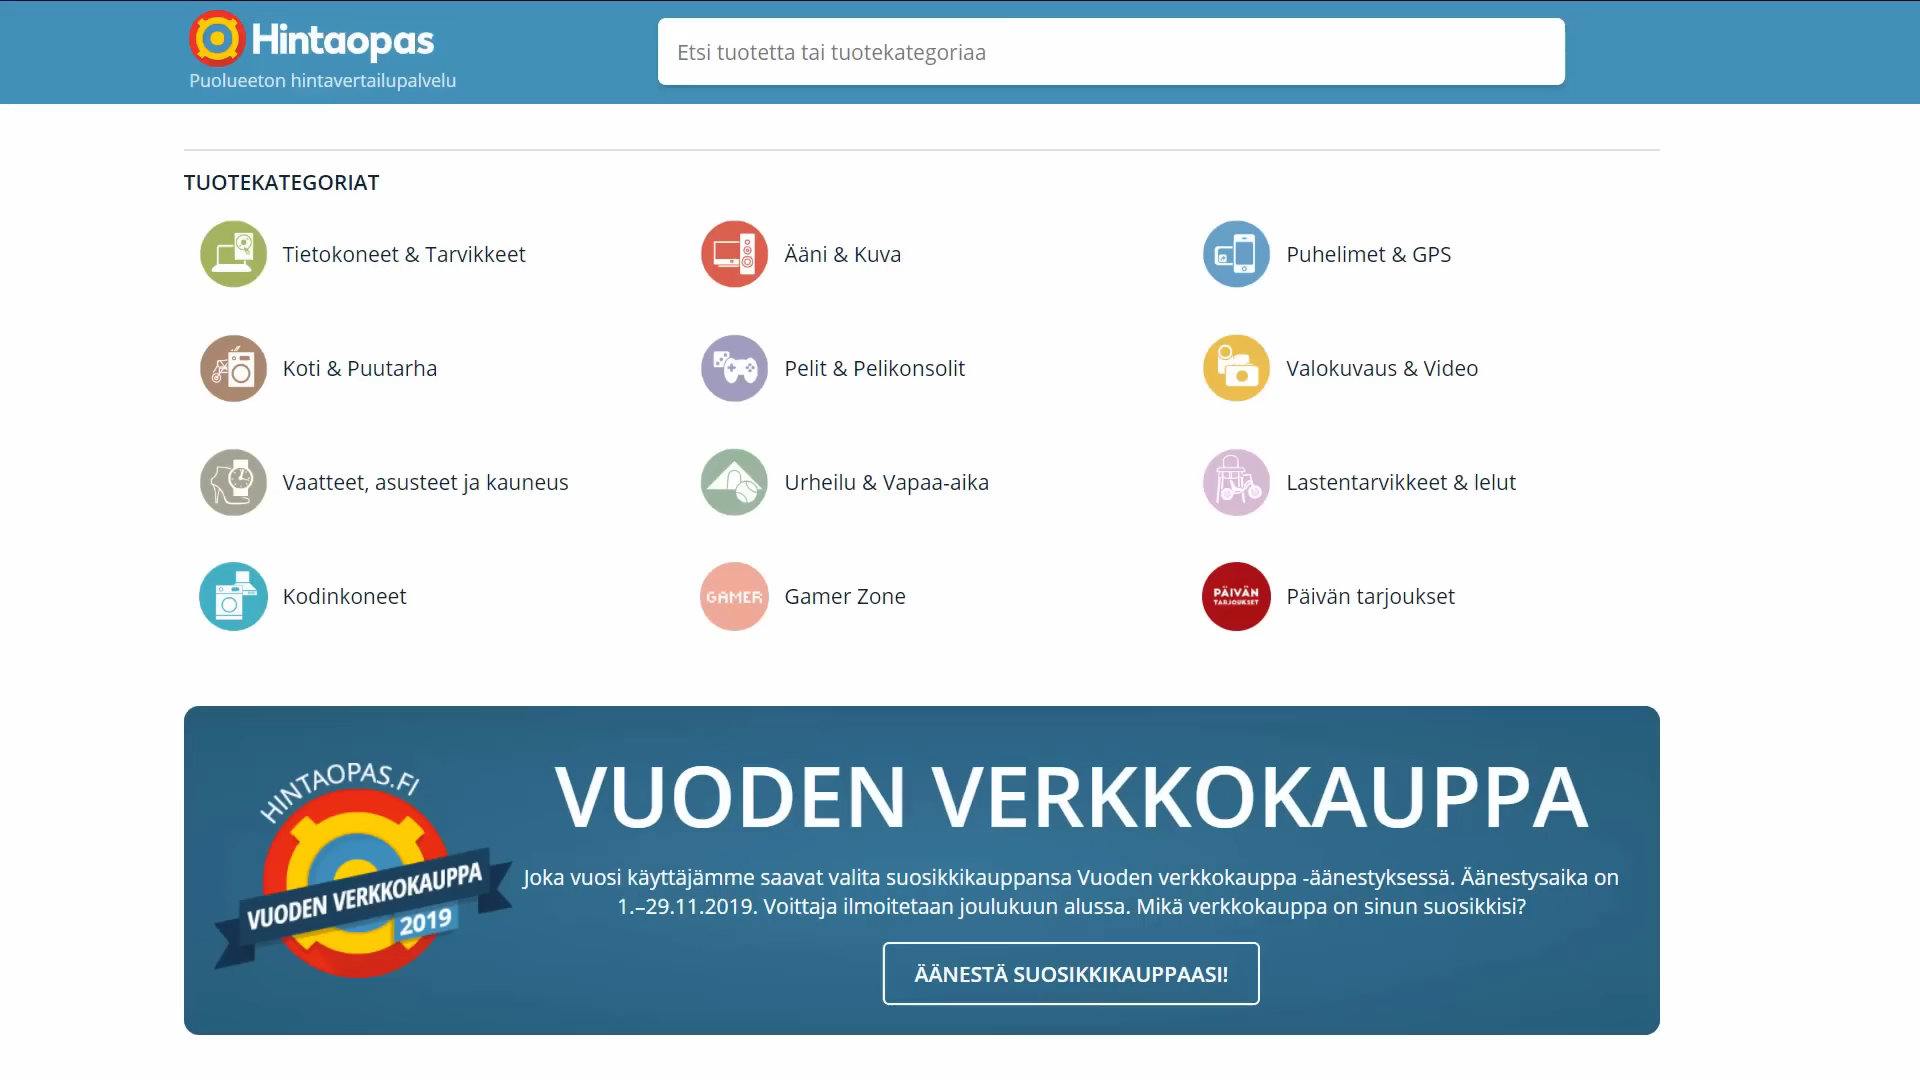 Hintaopas
Puolueeton hintavertailupalvelu
Etsi tuotetta tai tuotekategoriaa
TUOTEKATEGORIAT
Tietokoneet & Tarvikkeet
Ääni & Kuva
Puhelimet & GPS
Koti & Puutarha
Pelit & Pelikonsolit
Valokuvaus & Video
Vaatteet, asusteet ja kauneus
Urheilu & Vapaa-aika
Lastentarvikkeet & lelut
Kodinkoneet
GAMER
Gamer Zone
PÄIVÄN
TARJOUKSET
Päivän tarjoukset
HINTAOPAS.FI
VUODEN VERKKOKAUPPA
2019
VUODEN VERKKOKAUPPA
Joka vuosi käyttäjämme saavat valita suosikkikauppansa Vuoden verkkokauppa -äänestyksessä. Äänestysaika on
1.–29.11.2019. Voittaja ilmoitetaan joulukuun alussa. Mikä verkkokauppa on sinun suosikkisi?
ÄÄNESTÄ SUOSIKKIKAUPPAASI!